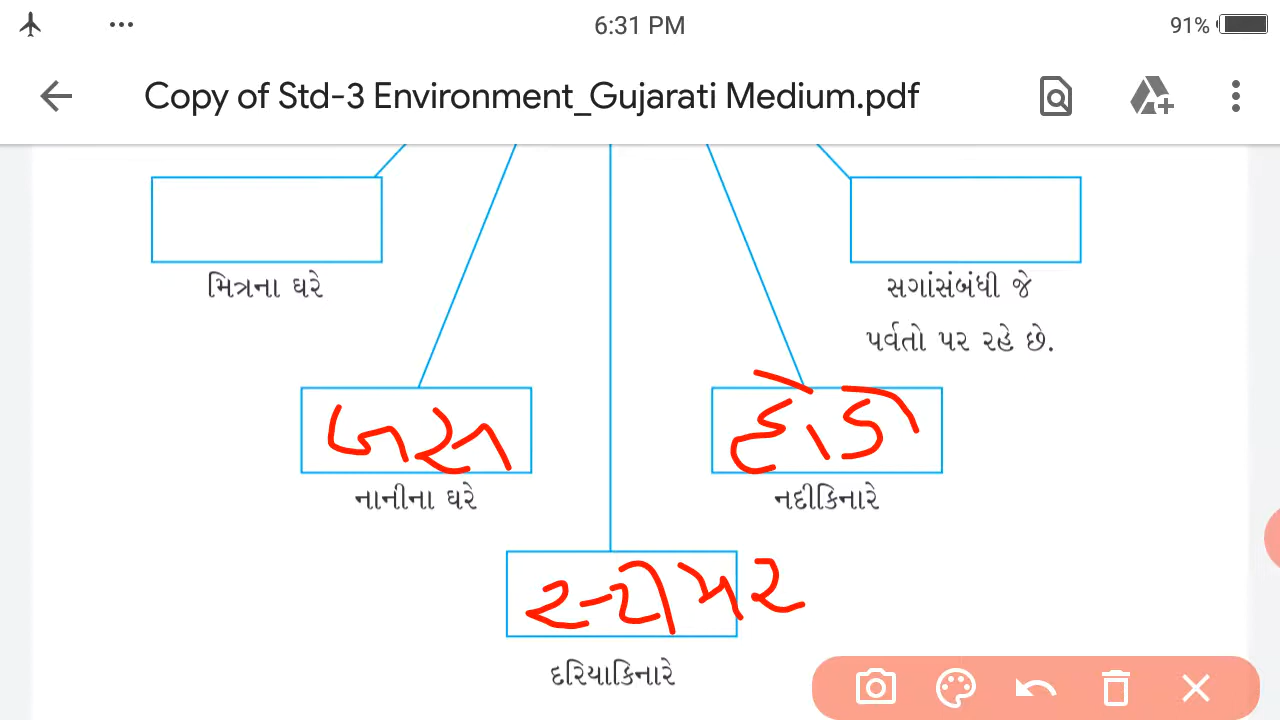 6:31 PM 91%
Copy of Std-3 Environment_Gujarati Medium.pdf
મિત્રના ઘરે
સગાંસંબંધી જે
પર્વતો પર રહે છે.
બસ
હોડી
નાનીના ઘરે
નદીકિનારે
સ્ટીમર
દરિયાકિનારે